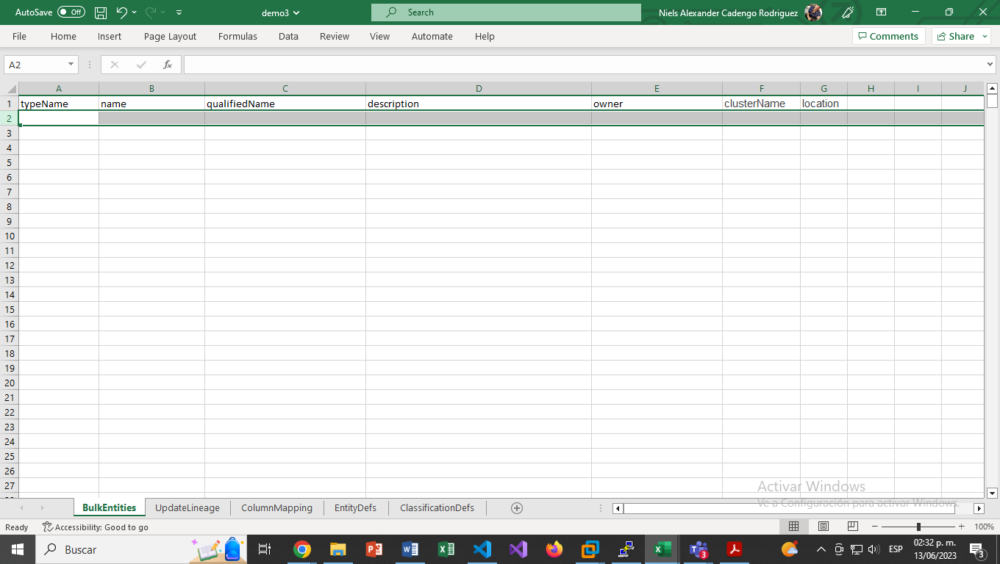 AutoSave Off demo3 Search Niels Alexander Cadengo Rodriguez
File Home Insert Page Layout Formulas Data Review View Automate Help Comments Share
A2 fx
A B C D E F G H I J
1 typeName name qualifiedName description owner clusterName location
2
3
4
5
6
7
8
9
10
11
12
13
14
15
16
17
18
19
20
21
22
23
24
25
26
27
Activar Windows
Ve a Configuración para activar Windows.
BulkEntities UpdateLineage ColumnMapping EntityDefs ClassificationDefs
Ready Accessibility: Good to go 100%
Buscar ESP 02:32 p. m.
13/06/2023 3